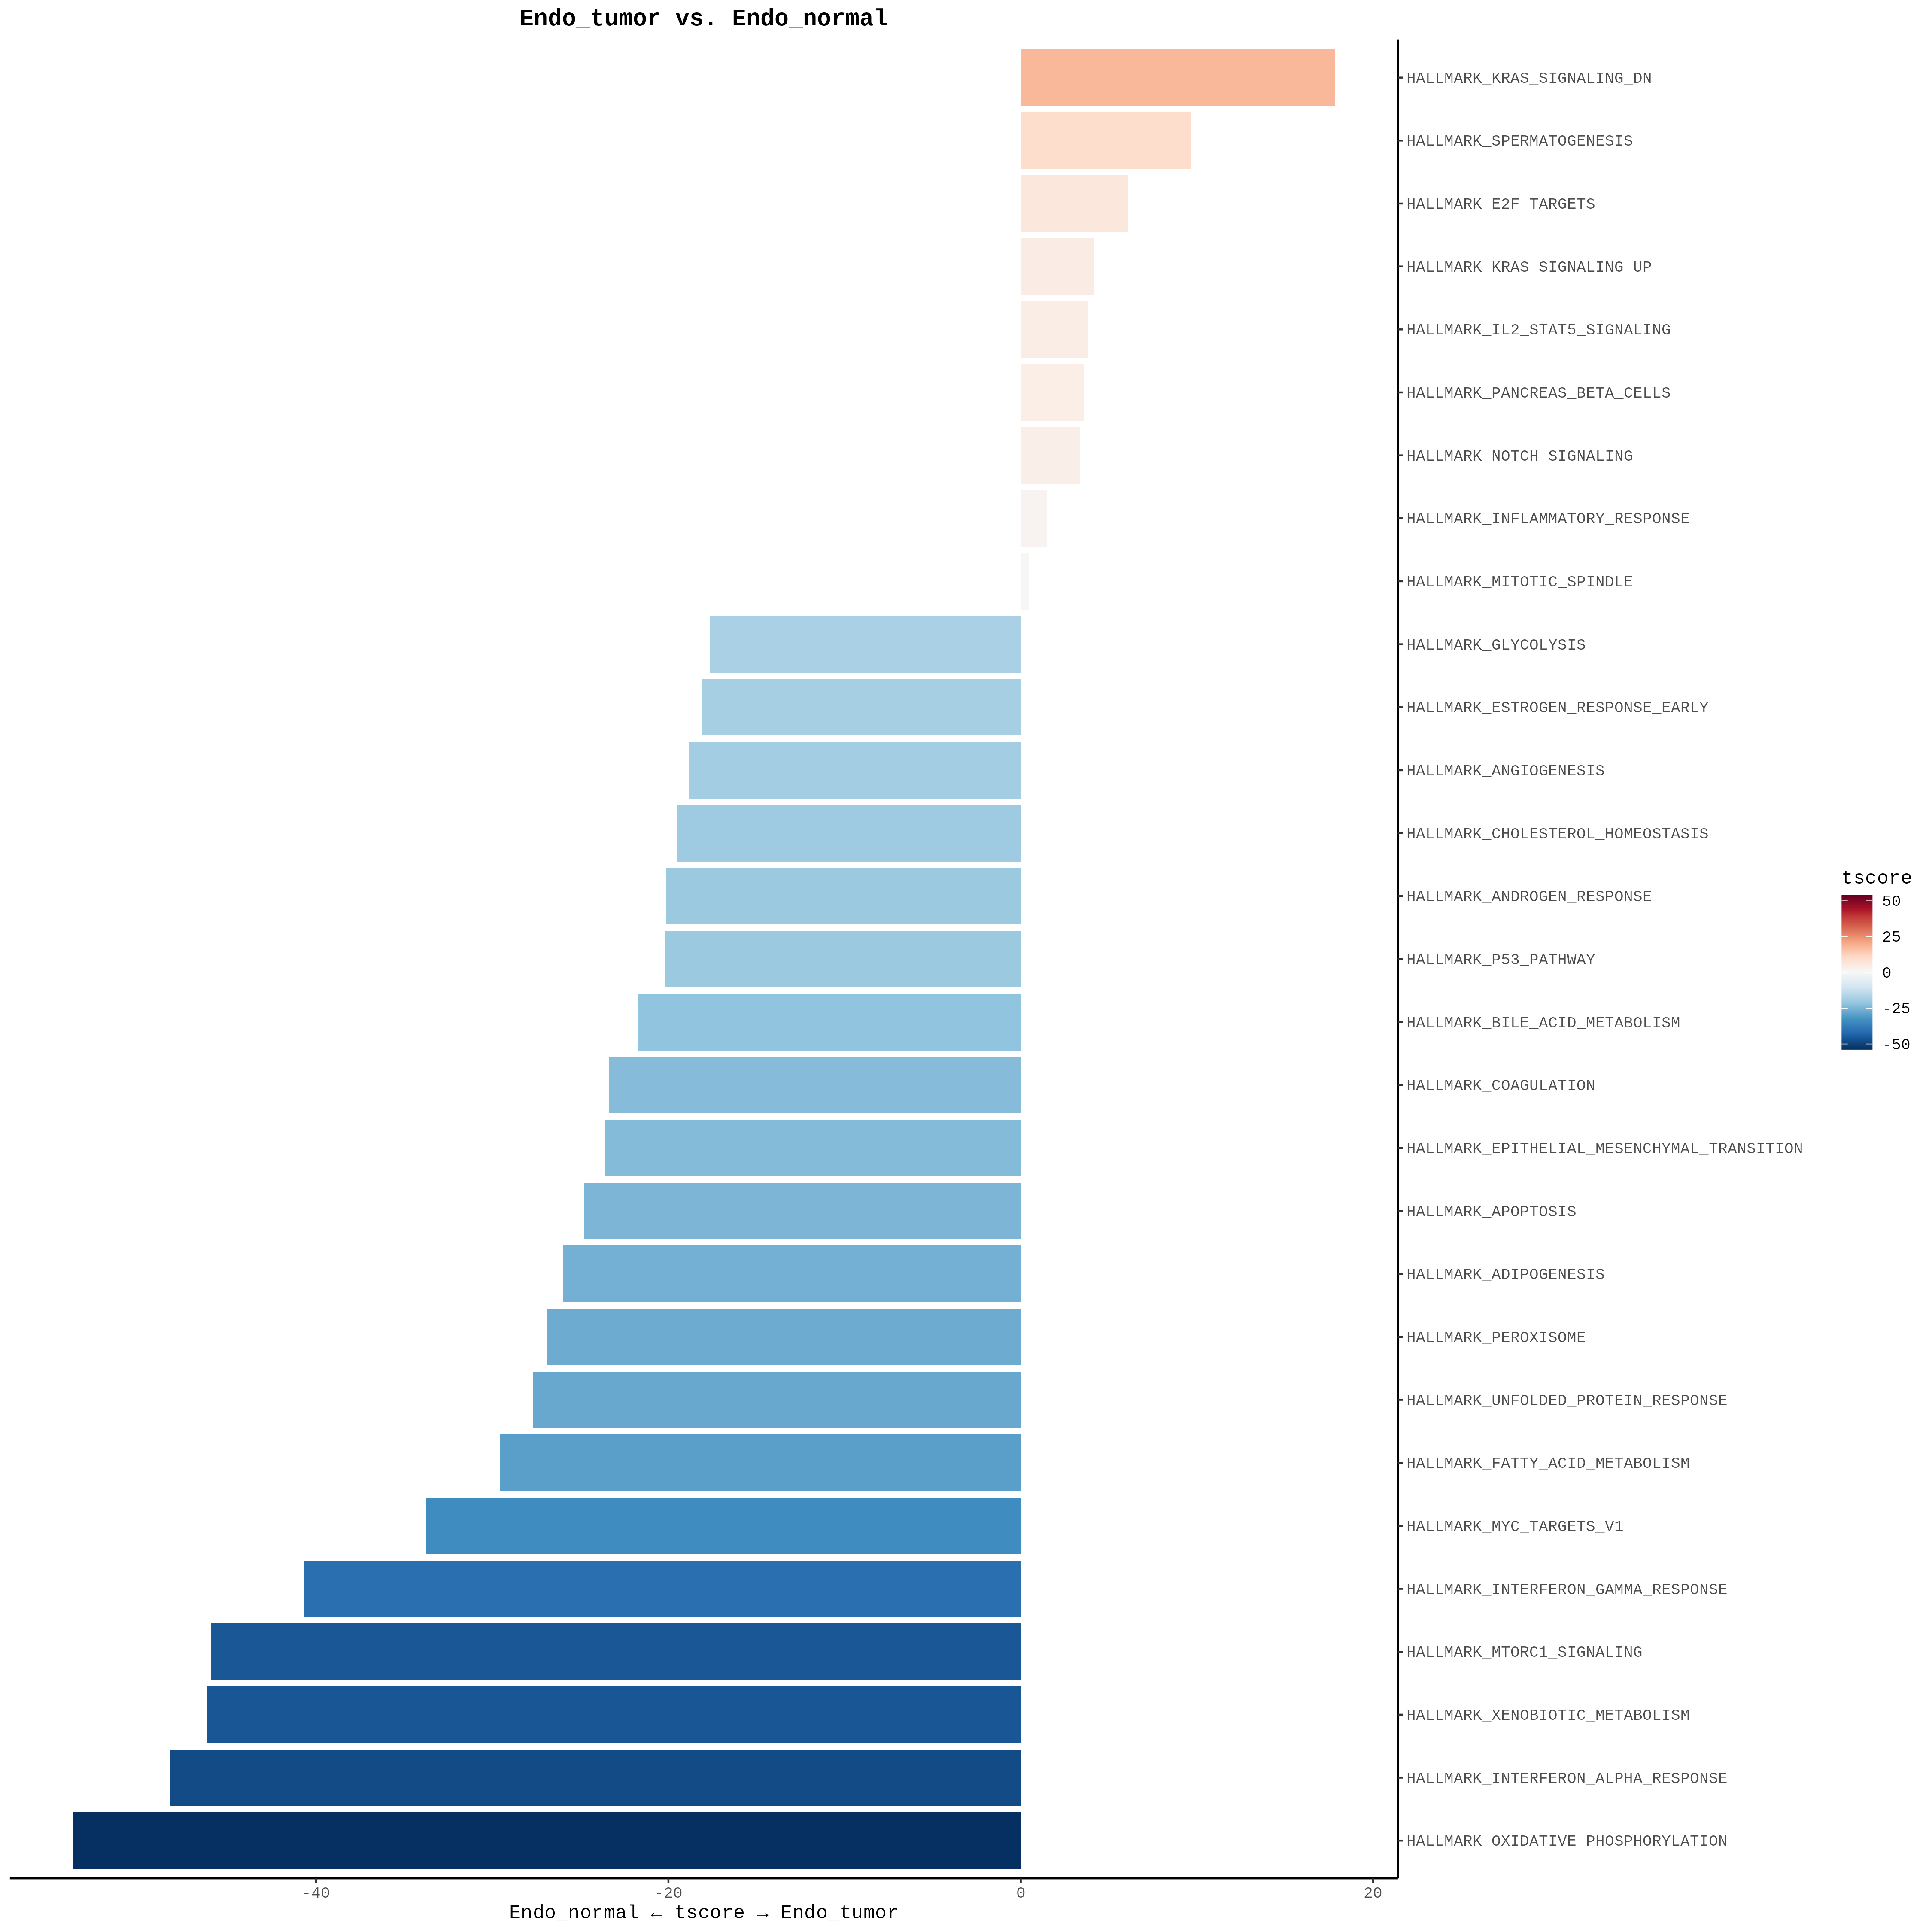 Endo_tumor vs. Endo_normal
HALLMARK_KRAS_SIGNALING_DN
HALLMARK_SPERMATOGENESIS
HALLMARK_E2F_TARGETS
HALLMARK_KRAS_SIGNALING_UP
HALLMARK_IL2_STAT5_SIGNALING
HALLMARK_PANCREAS_BETA_CELLS
HALLMARK_NOTCH_SIGNALING
HALLMARK_INFLAMMATORY_RESPONSE
HALLMARK_MITOTIC_SPINDLE
HALLMARK_GLYCOLYSIS
HALLMARK_ESTROGEN_RESPONSE_EARLY
HALLMARK_ANGIOGENESIS
HALLMARK_CHOLESTEROL_HOMEOSTASIS
HALLMARK_ANDROGEN_RESPONSE
HALLMARK_P53_PATHWAY
HALLMARK_BILE_ACID_METABOLISM
HALLMARK_COAGULATION
HALLMARK_EPITHELIAL_MESENCHYMAL_TRANSITION
HALLMARK_APOPTOSIS
HALLMARK_ADIPOGENESIS
HALLMARK_PEROXISOME
HALLMARK_UNFOLDED_PROTEIN_RESPONSE
HALLMARK_FATTY_ACID_METABOLISM
HALLMARK_MYC_TARGETS_V1
HALLMARK_INTERFERON_GAMMA_RESPONSE
HALLMARK_MTORC1_SIGNALING
HALLMARK_XENOBIOTIC_METABOLISM
HALLMARK_INTERFERON_ALPHA_RESPONSE
HALLMARK_OXIDATIVE_PHOSPHORYLATION
-40 -20 0 20
Endo_normal ← tscore → Endo_tumor
tscore
50
25
0
-25
-50